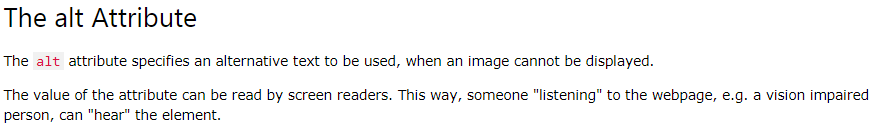 The alt Attribute
The alt attribute specifies an alternative text to be used, when an image cannot be displayed.
The value of the attribute can be read by screen readers. This way, someone "listening" to the webpage, e.g. a vision impaired
person, can "hear" the element.